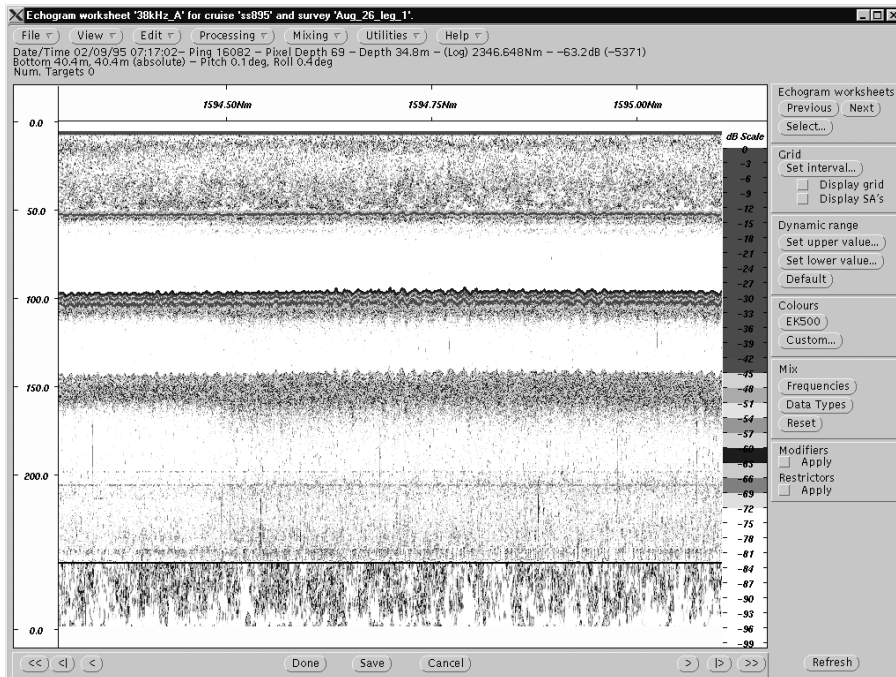 Echogram worksheet '38kHz_A' for cruise 'ss895' and survey 'Aug_26_leg_1'.
File View Edit Processing Mixing Utilities Help
Date/Time 02/09/95 07:17:02- Ping 16082 - Pixel Depth 69 - Depth 34.8m - (Log) 2346.648Nm - -63.2dB (-5371)
Bottom 40.4m, 40.4m (absolute) - Pitch 0.1deg, Roll 0.4deg
Num. Targets 0
1594.50Nm 1594.75Nm 1595.00Nm
0.0
50.0
100.0
150.0
200.0
0.0
dB Scale
0
-3
-6
-9
-12
-15
-18
-21
-24
-27
-30
-33
-36
-39
-42
-45
-48
-51
-54
-57
-60
-63
-66
-69
-72
-75
-78
-81
-84
-87
-90
-93
-96
-99
Echogram worksheets
Previous Next
Select...
Grid
Set interval...
Display grid
Display SA's
Dynamic range
Set upper value...
Set lower value...
Default
Colours
EK500
Custom...
Mix
Frequencies
Data Types
Reset
Modifiers
Apply
Restrictors
Apply
<< <| < Done Save Cancel > |> >> Refresh